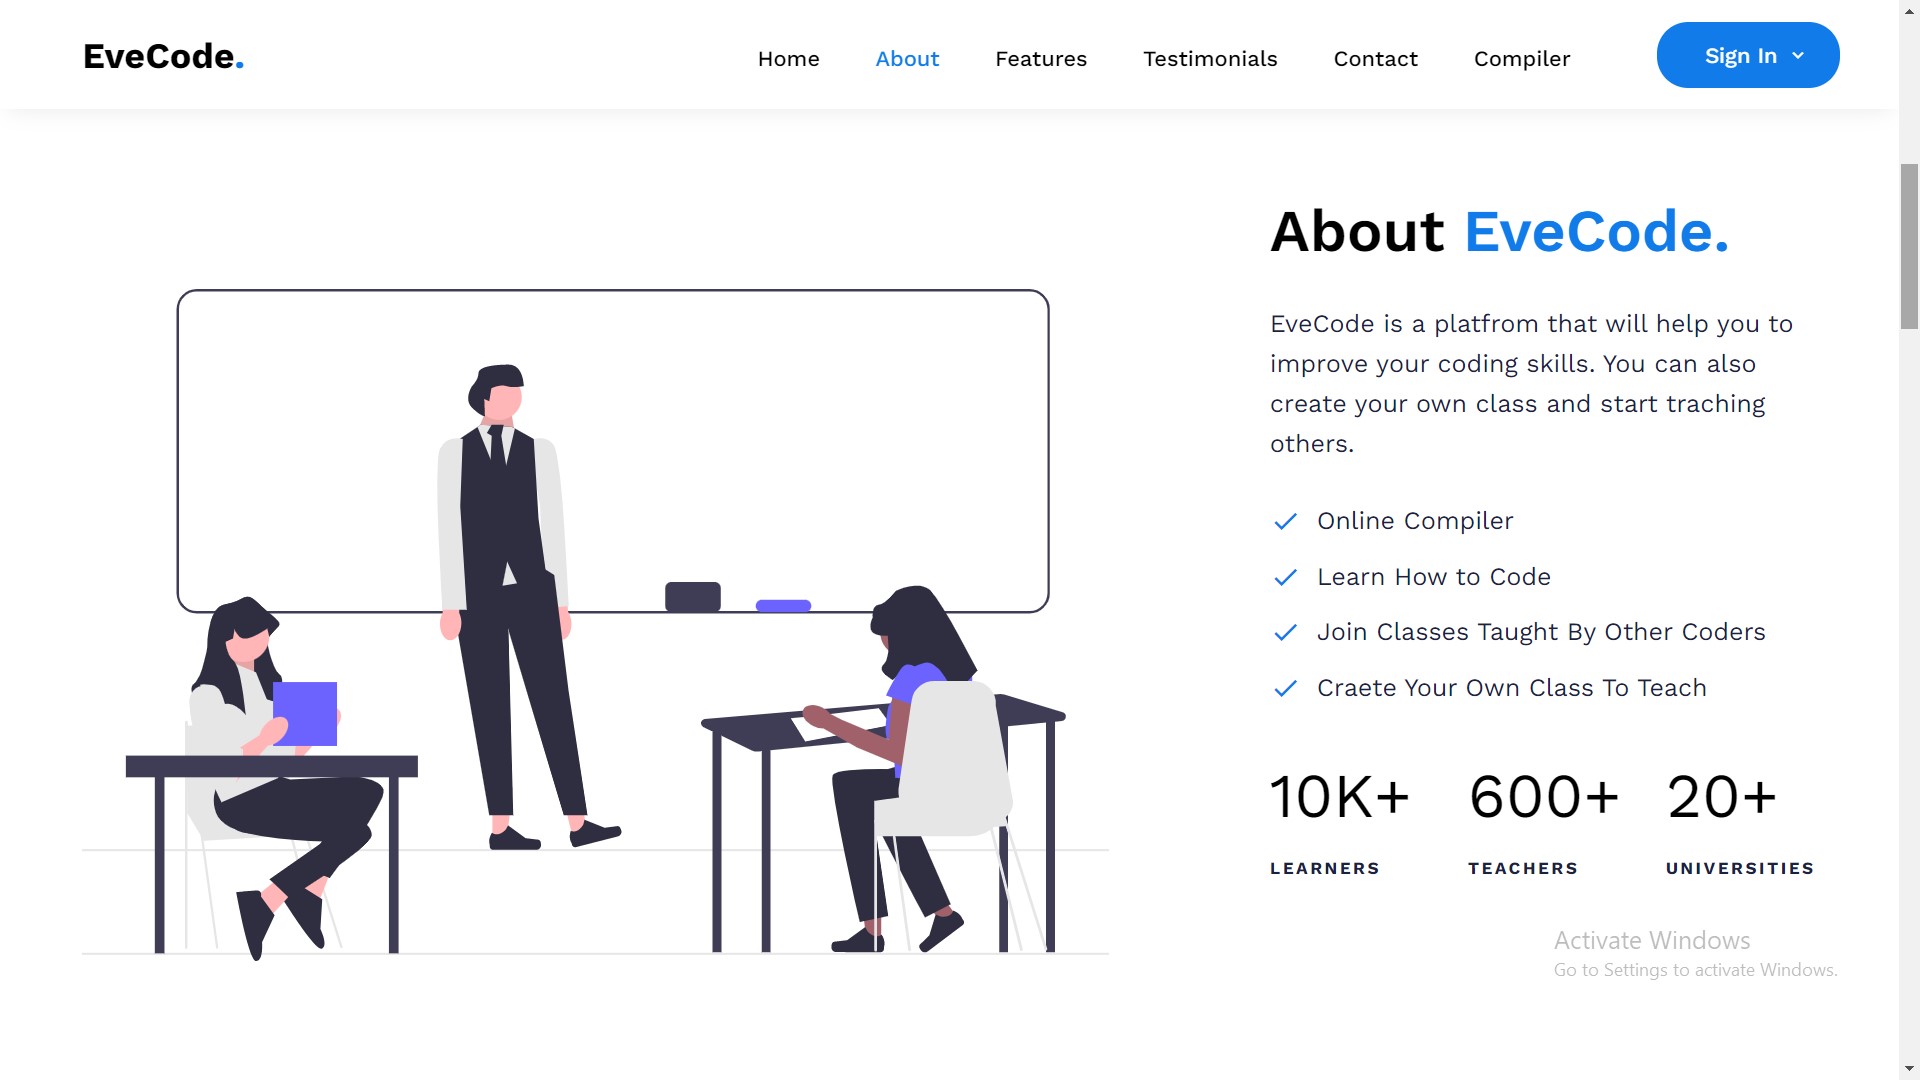 EveCode.
Home About Features Testimonials Contact Compiler Sign In
About EveCode.
EveCode is a platfrom that will help you to
improve your coding skills. You can also
create your own class and start traching
others.
Online Compiler
Learn How to Code
Join Classes Taught By Other Coders
Craete Your Own Class To Teach
10K+ 600+ 20+
LEARNERS TEACHERS UNIVERSITIES
Activate Windows
Go to Settings to activate Windows.